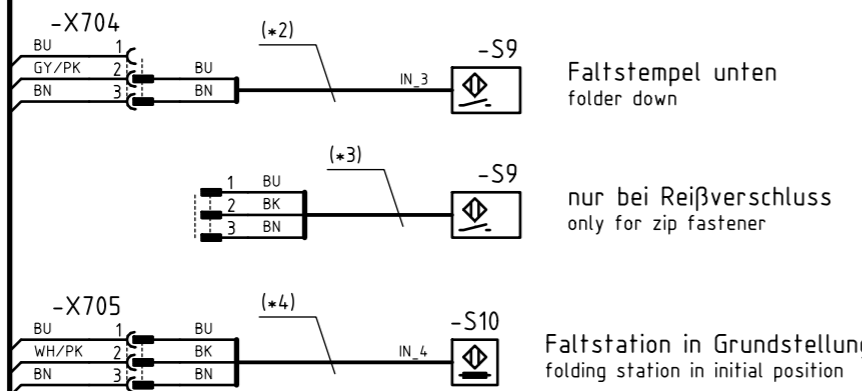 -X704
(*2)
-S9
BU 1
GY/PK 2 BU
BN 3 BN
IN_3
Faltstempel unten
folder down
(*3)
-S9
1 BU
2 BK
3 BN
nur bei Reißverschluss
only for zip fastener
-X705
(*4)
-S10
BU 1 BU
WH/PK 2 BK
BN 3 BN
IN_4
Faltstation in Grundstellung
folding station in initial position